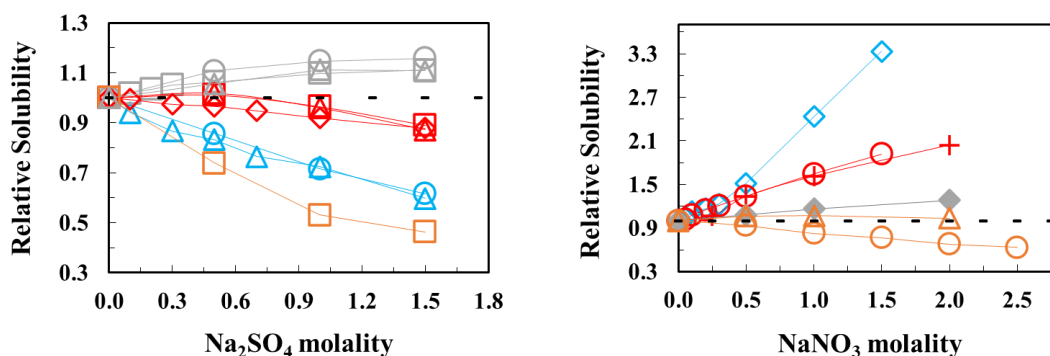 Relative Solubility
1.3
1.1
0.9
0.7
0.5
0.3
0.0 0.3 0.6 0.9 1.2 1.5 1.8
Na₂SO₄ molality
Relative Solubility
3.3
2.7
2.1
1.5
0.9
0.3
0.0 0.5 1.0 1.5 2.0 2.5
NaNO₃ molality